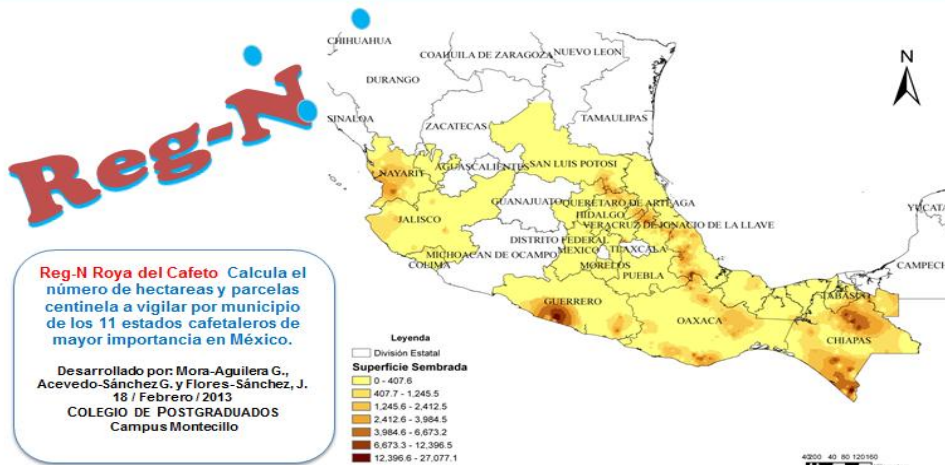 Reg-N
Reg-N Roya del Cafeto Calcula el
número de hectareas y parcelas
centinela a vigilar por municipio
de los 11 estados cafetaleros de
mayor importancia en México.
Desarrollado por: Mora-Aguilera G.,
Acevedo-Sánchez G. y Flores-Sánchez, J.
18 / Febrero / 2013
COLEGIO DE POSTGRADUADOS
Campus Montecillo
CHIHUAHUA
COAHUILA DE ZARAGOZA
NUEVO LEON
DURANGO
SINALOA
ZACATECAS
TAMAULIPAS
AGUASCALIENTES
SAN LUIS POTOSI
NAYARIT
GUANAJUATO
QUERETARO DE ARTEAGA
HIDALGO
JALISCO
VERACRUZ DE IGNACIO DE LA LLAVE
YUCATA
DISTRITO FEDERAL
MICHOACAN DE OCAMPO
MEXICO
TLAXCALA
CAMPECH
COLIMA
MORELOS
PUEBLA
TABASCO
GUERRERO
OAXACA
CHIAPAS
N
Leyenda
División Estatal
Superficie Sembrada
0 - 407.6
407.7 - 1,245.5
1,245.6 - 2,412.5
2,412.6 - 3,984.5
3,984.6 - 6,673.2
6,673.3 - 12,396.5
12,396.6 - 27,077.1
40 80 120 160